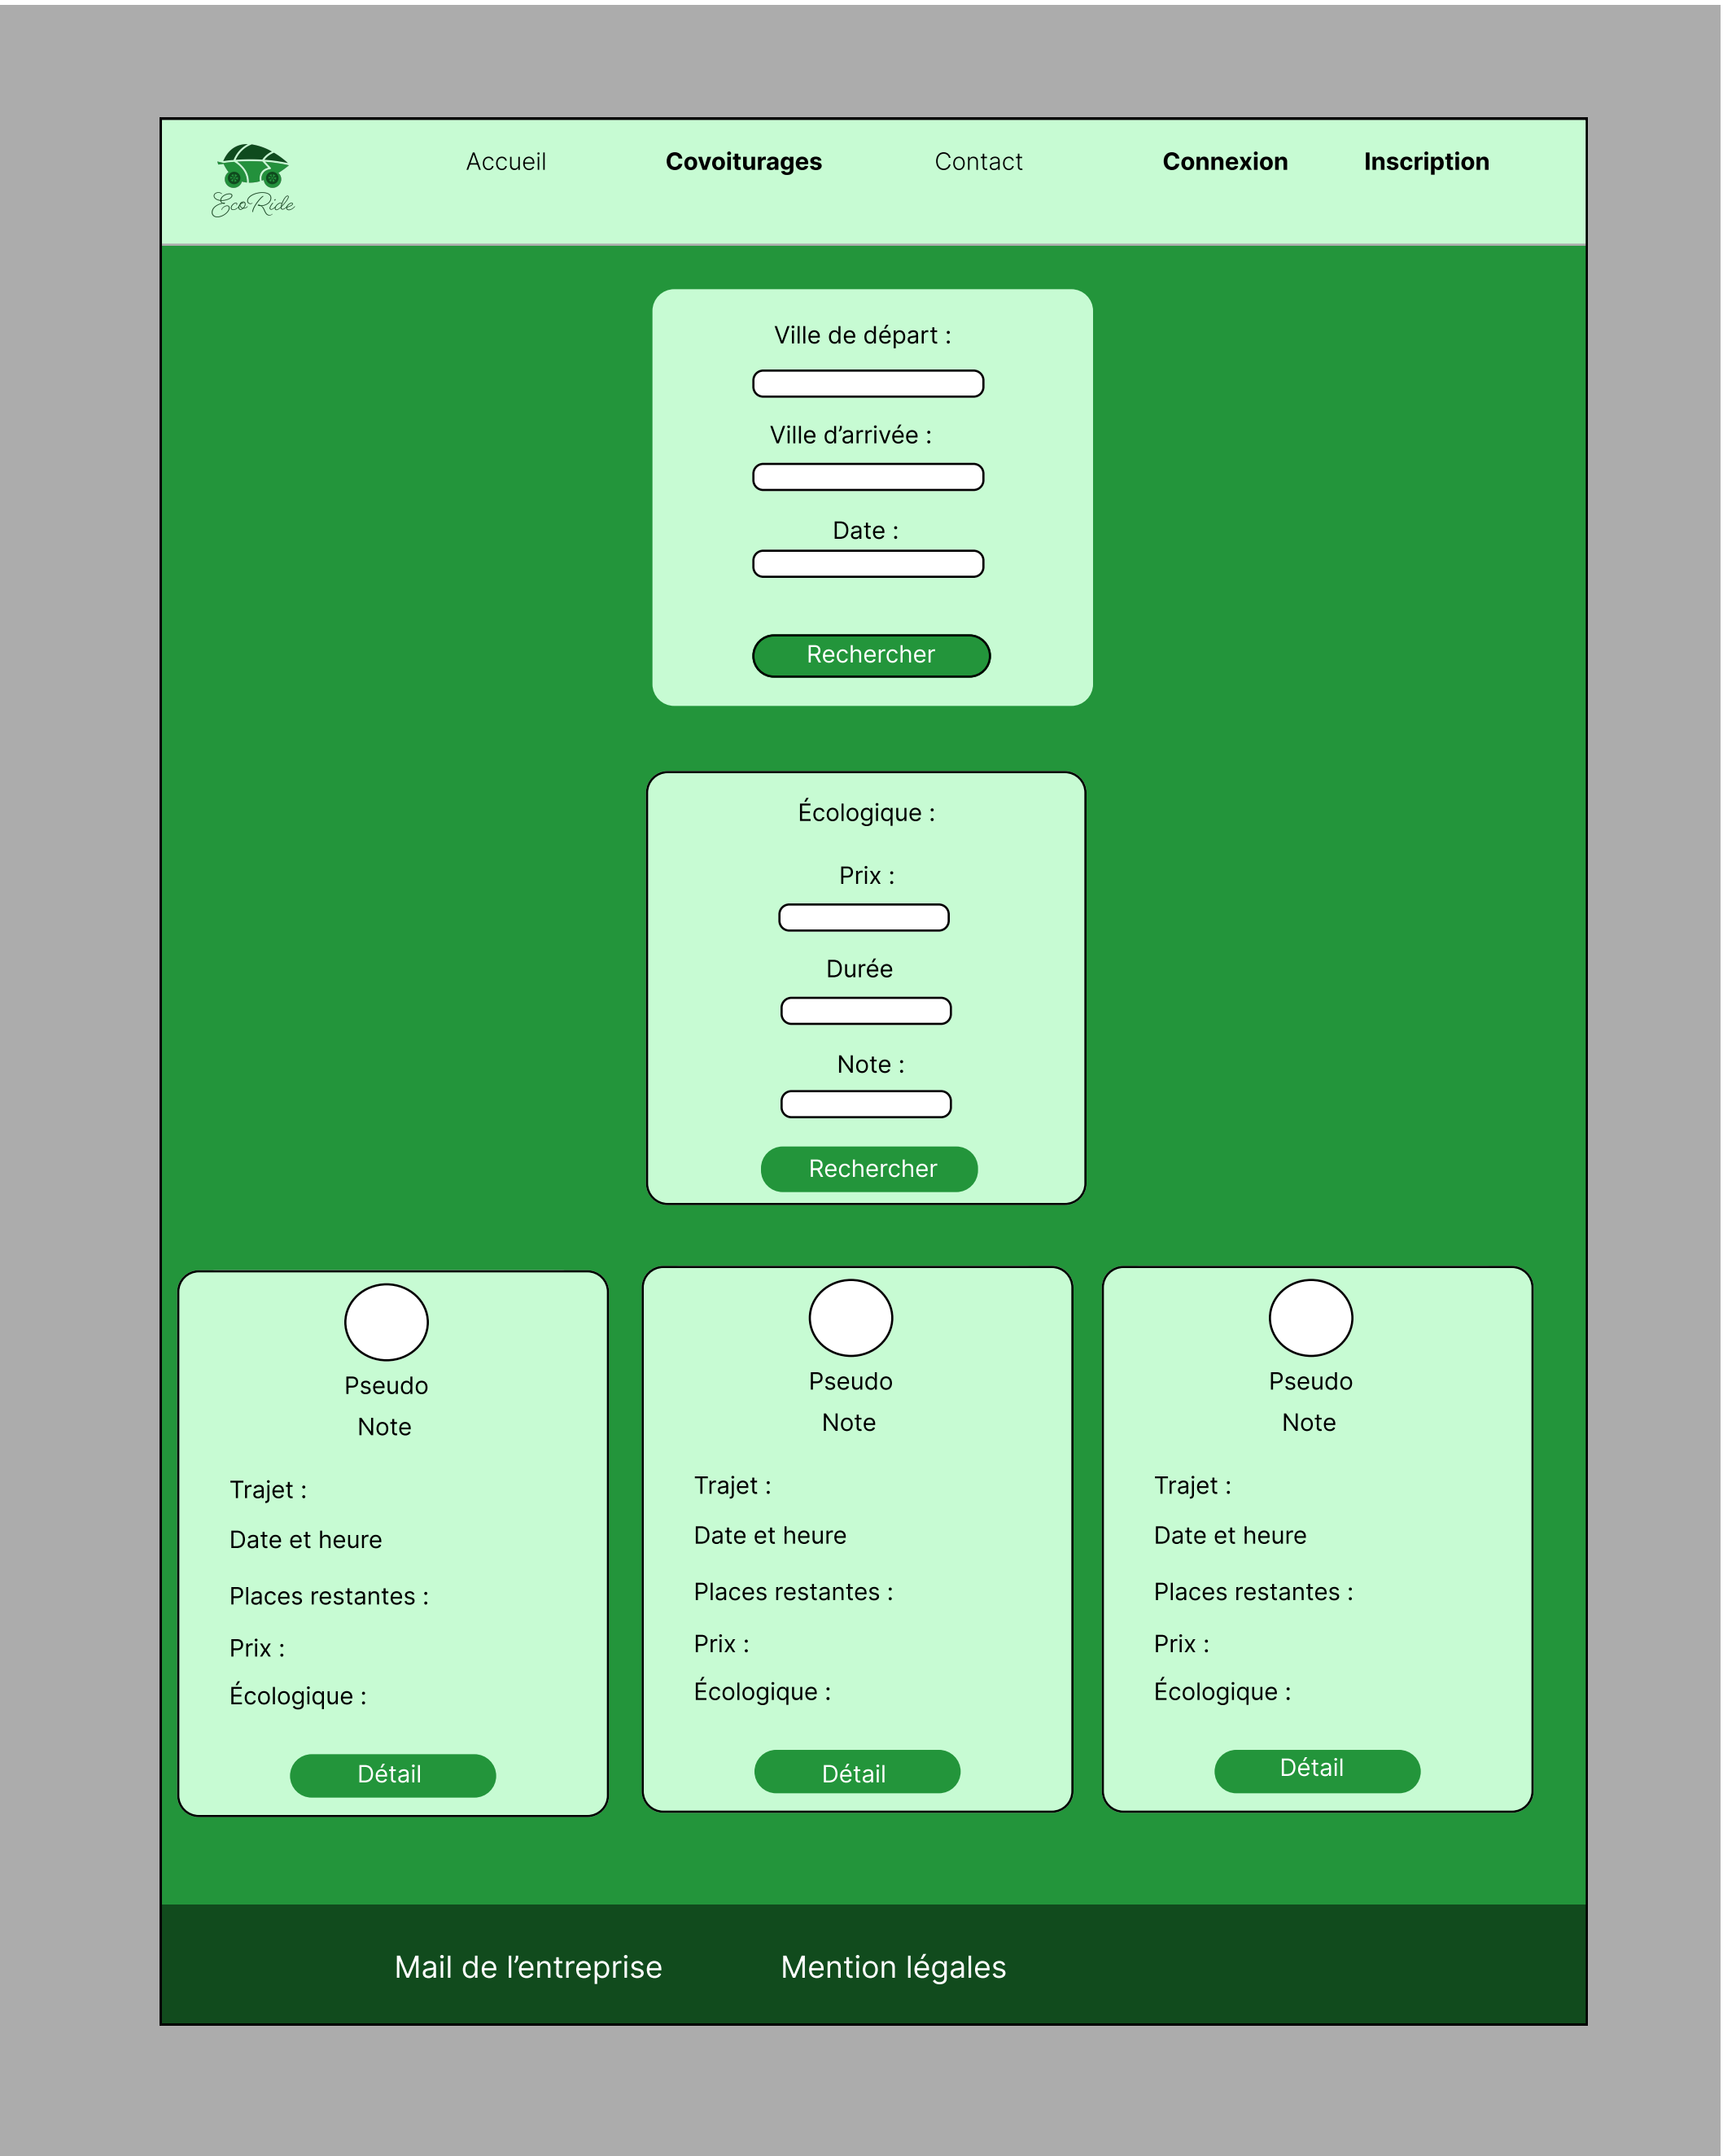 EcoRide
Accueil
Covoiturages
Contact
Connexion
Inscription
Ville de départ :
Ville d’arrivée :
Date :
Rechercher
Écologique :
Prix :
Durée
Note :
Rechercher
Pseudo
Note
Trajet :
Date et heure
Places restantes :
Prix :
Écologique :
Détail
Pseudo
Note
Trajet :
Date et heure
Places restantes :
Prix :
Écologique :
Détail
Pseudo
Note
Trajet :
Date et heure
Places restantes :
Prix :
Écologique :
Détail
Mail de l’entreprise
Mention légales